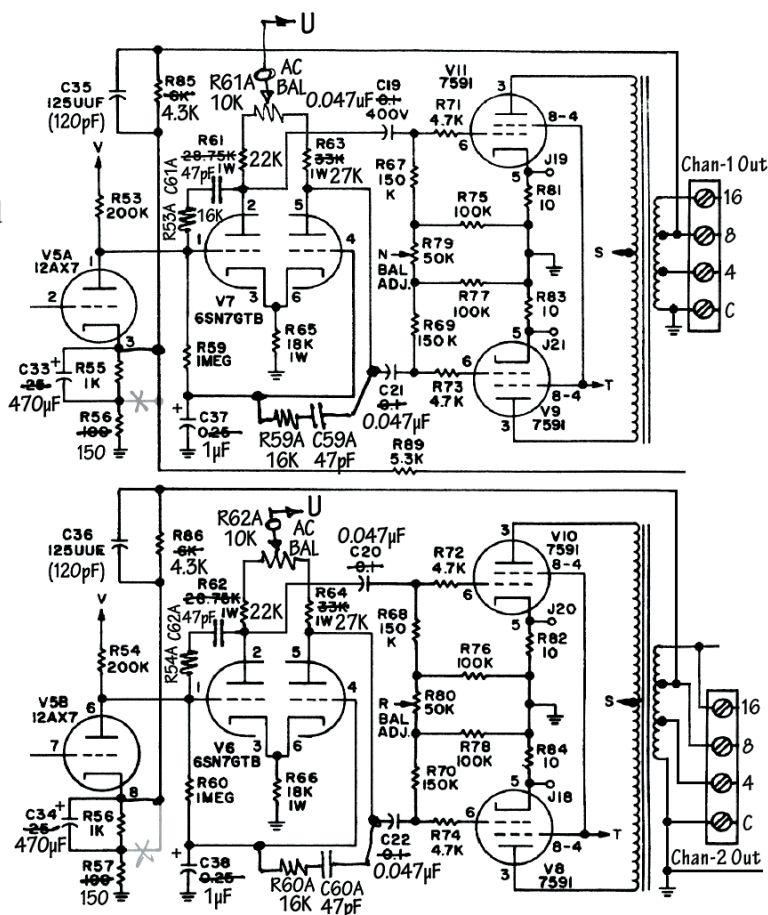 U
C35
125UUF
(120pF)
R85
6K
4.3K
R61A
10K
AC
BAL
0.047uF
C19
0.1
400V
R71
4.7K
V11
7591
3
8-4
6
5
J19
Chan-1 Out
16
8
4
C
V
R53
200K
R61
28.75K
1W
22K
47pF
C61A
R53A
16K
R63
33K
1W
27K
R67
150
K
R75
100K
R81
10
N
R79
50K
BAL
ADJ.
S
V5A
12AX7
1
2
3
1
2
5
4
3
6
V7
6SN7GTB
R77
100K
R83
10
R69
150K
5
J21
R65
18K
1W
R59
1MEG
C33
25
470µF
+
R55
1K
R56
100
150
+
C37
0.25
1µF
R59A
16K
C59A
47pF
C21
0.1
0.047µF
R73
4.7K
6
8-4
T
3
V9
7591
R89
5.3K
C36
125UUF
(120pF)
R86
6K
4.3K
R62A
10K
U
AC
BAL
0.047µF
C20
0.1
R72
4.7K
3
V10
7591
8-4
6
5
J20
V
R54
200K
R62
28.75K
1W
22K
47pF
C62A
R54A
16K
R64
33K
1W
27K
R68
150
K
R76
100K
R82
10
R
R80
50K
BAL
ADJ.
S
16
8
4
C
Chan-2 Out
V5B
12AX7
6
7
8
1
2
5
4
3
6
V6
6SN7GTB
R78
100K
R84
10
R70
150K
5
J18
R66
18K
1W
R60
1MEG
C34
25
470µF
+
R56
1K
R57
100
150
+
C38
0.25
1µF
R60A
16K
C60A
47pF
C22
0.1
0.047µF
R74
4.7K
6
8-4
T
3
V8
7591